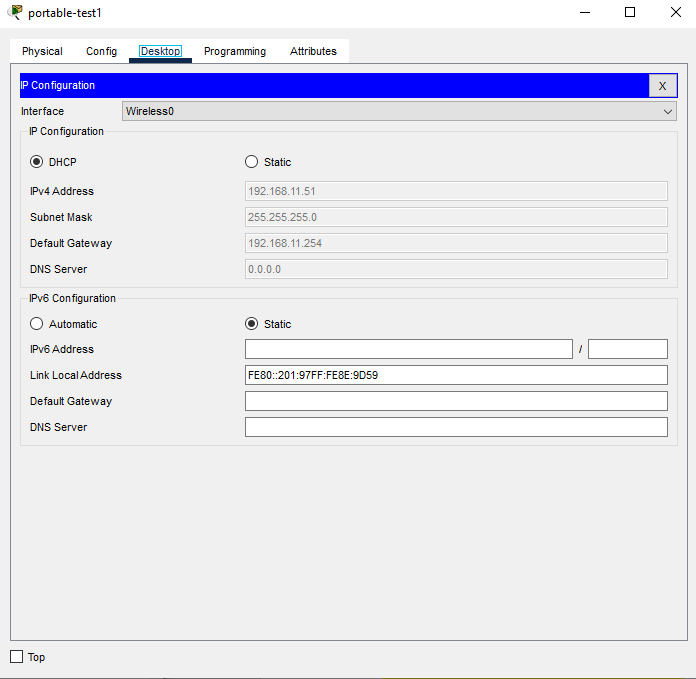 portable-test1
Physical Config Desktop Programming Attributes
IP Configuration X
Interface Wireless0
IP Configuration
DHCP Static
IPv4 Address 192.168.11.51
Subnet Mask 255.255.255.0
Default Gateway 192.168.11.254
DNS Server 0.0.0.0
IPv6 Configuration
Automatic Static
IPv6 Address /
Link Local Address FE80::201:97FF:FE8E:9D59
Default Gateway
DNS Server
Top